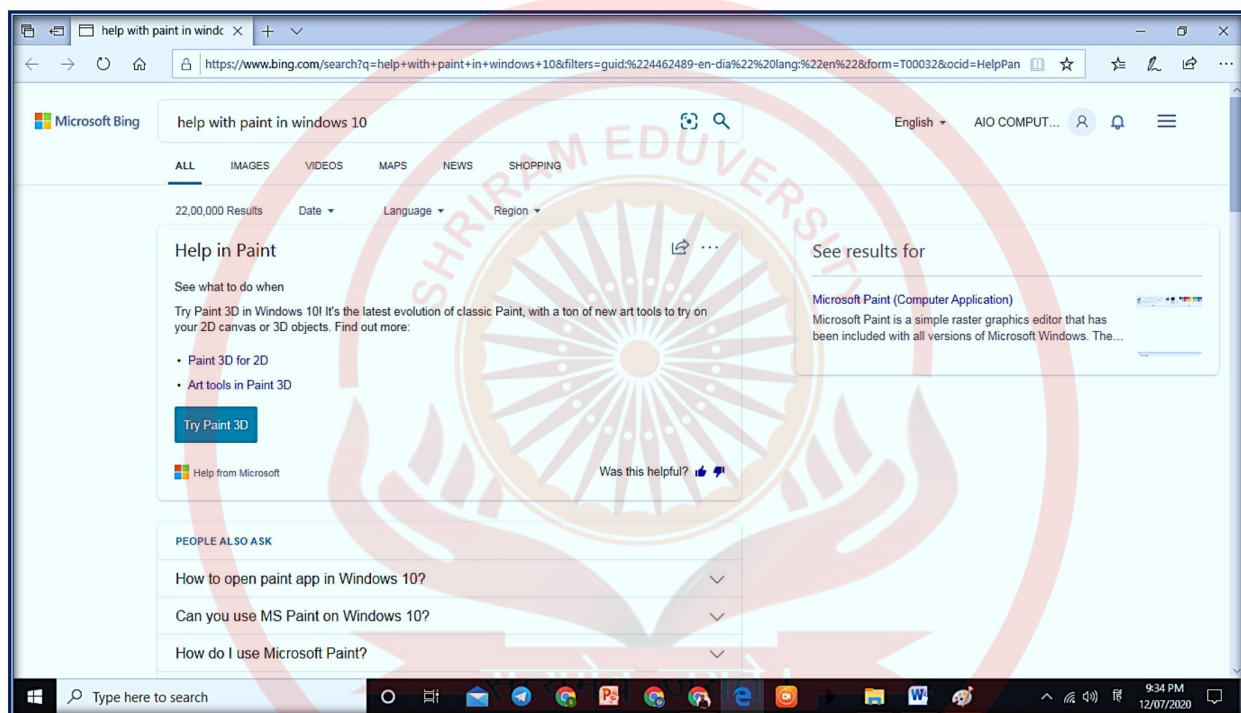 help with paint in windc
https://www.bing.com/search?q=help+with+paint+in+windows+10&filters=guid:%224462489-en-dia%22%20lang:%22en%22&form=T00032&ocid=HelpPan
Microsoft Bing
help with paint in windows 10
English
AIO COMPUT...
ALL IMAGES VIDEOS MAPS NEWS SHOPPING
22,00,000 Results Date Language Region
Help in Paint
See what to do when
Try Paint 3D in Windows 10! It's the latest evolution of classic Paint, with a ton of new art tools to try on
your 2D canvas or 3D objects. Find out more:
• Paint 3D for 2D
• Art tools in Paint 3D
Try Paint 3D
Help from Microsoft
Was this helpful?
See results for
Microsoft Paint (Computer Application)
Microsoft Paint is a simple raster graphics editor that has
been included with all versions of Microsoft Windows. The...
PEOPLE ALSO ASK
How to open paint app in Windows 10?
Can you use MS Paint on Windows 10?
How do I use Microsoft Paint?
SHRIRAM EDUVERSITY
Type here to search
हिं
9:34 PM
12/07/2020